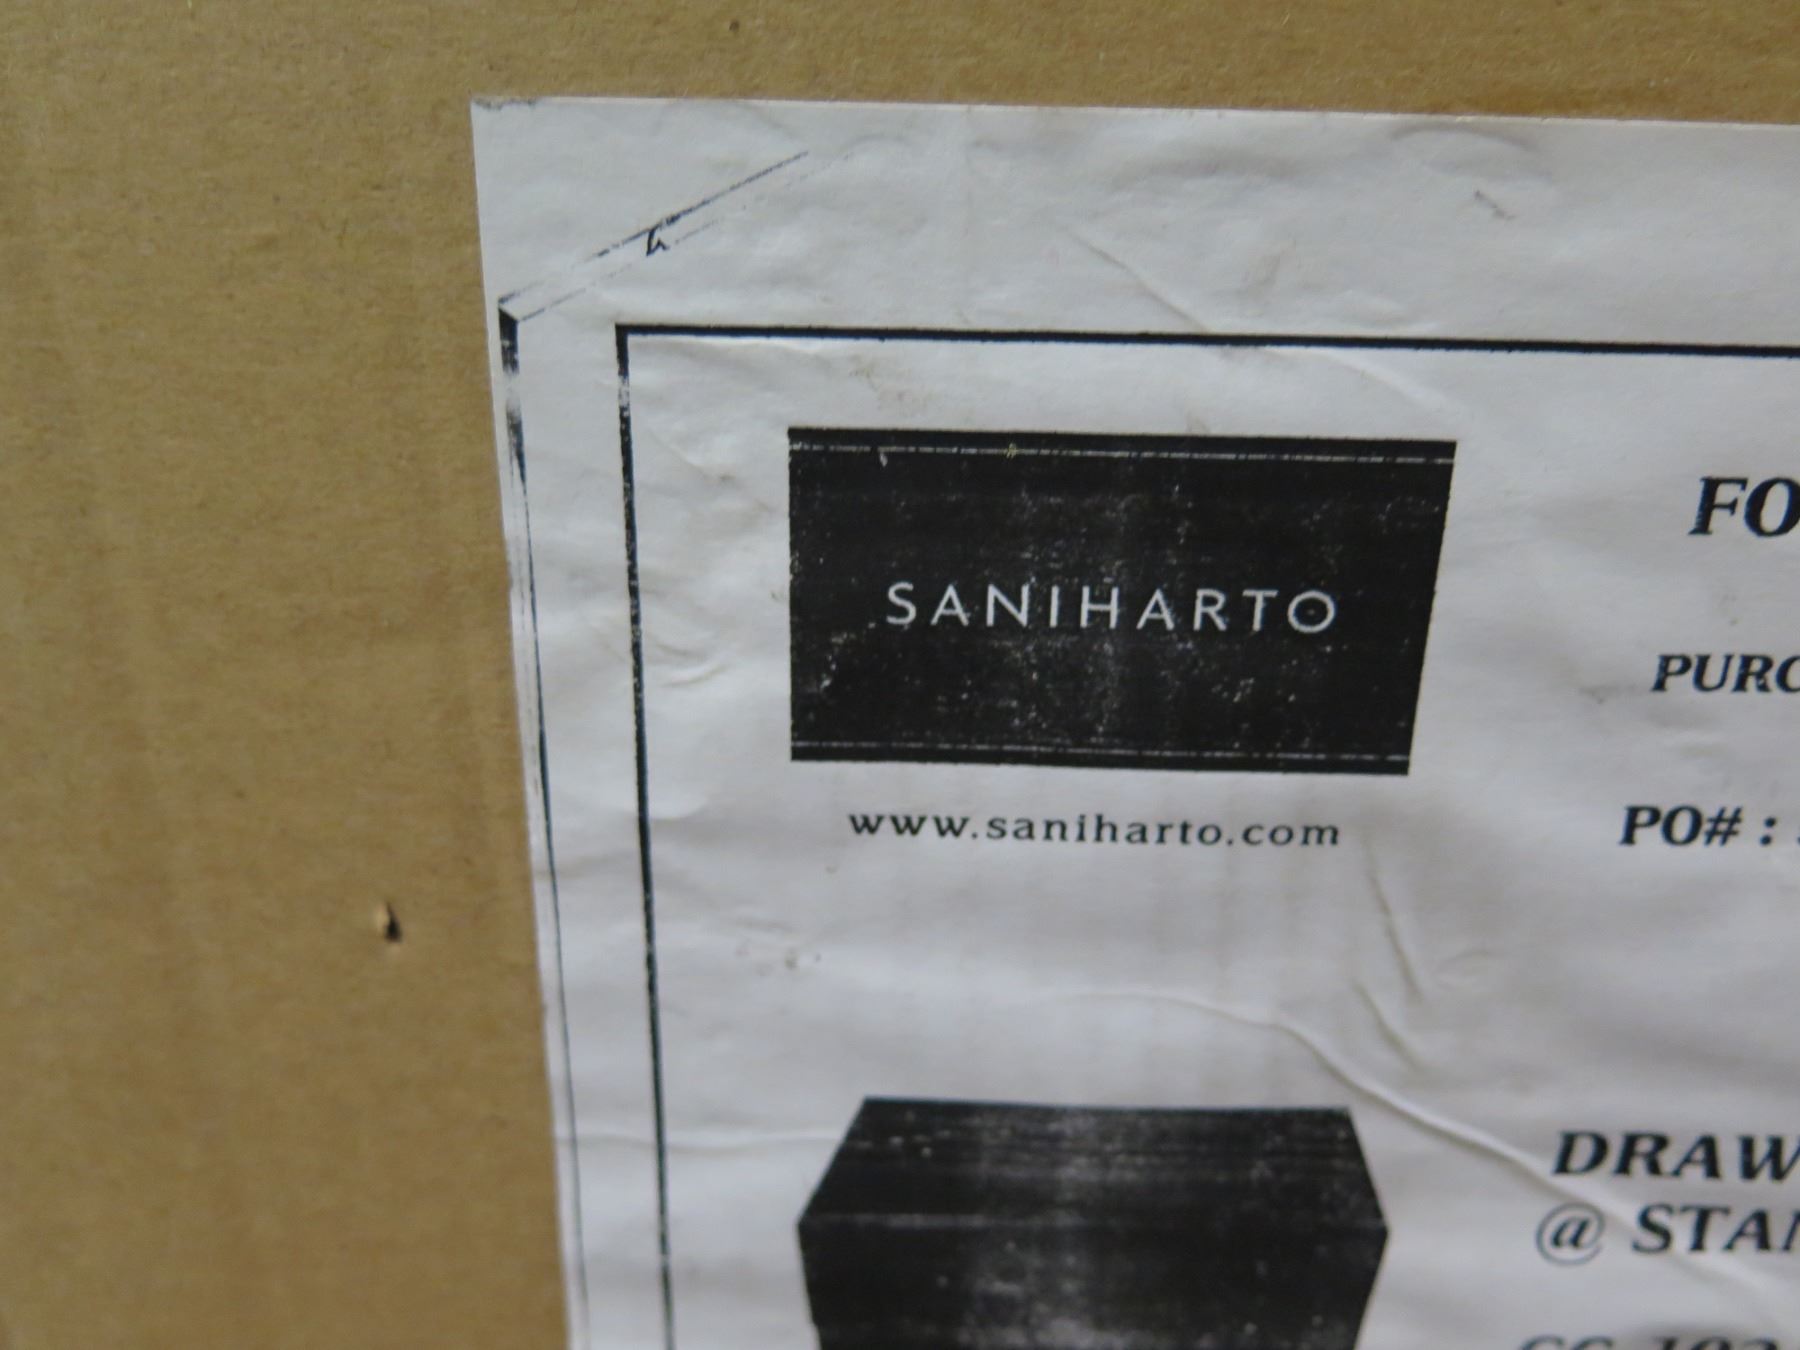 SANIHARTO
www.saniharto.com
FO
PURC
PO# :
DRAW
@ STAN